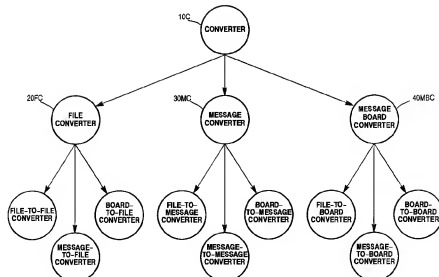 10C
CONVERTER
20FC
FILE
CONVERTER
30MC
MESSAGE
CONVERTER
MESSAGE
BOARD
CONVERTER
40MBC
FILE-TO-FILE
CONVERTER
MESSAGE-
TO-FILE
CONVERTER
BOARD-
TO-FILE
CONVERTER
FILE-TO-
MESSAGE
CONVERTER
MESSAGE-
TO-MESSAGE
CONVERTER
BOARD-
TO-MESSAGE
CONVERTER
FILE-TO-
BOARD
CONVERTER
MESSAGE-
TO-BOARD
CONVERTER
BOARD-
TO-BOARD
CONVERTER